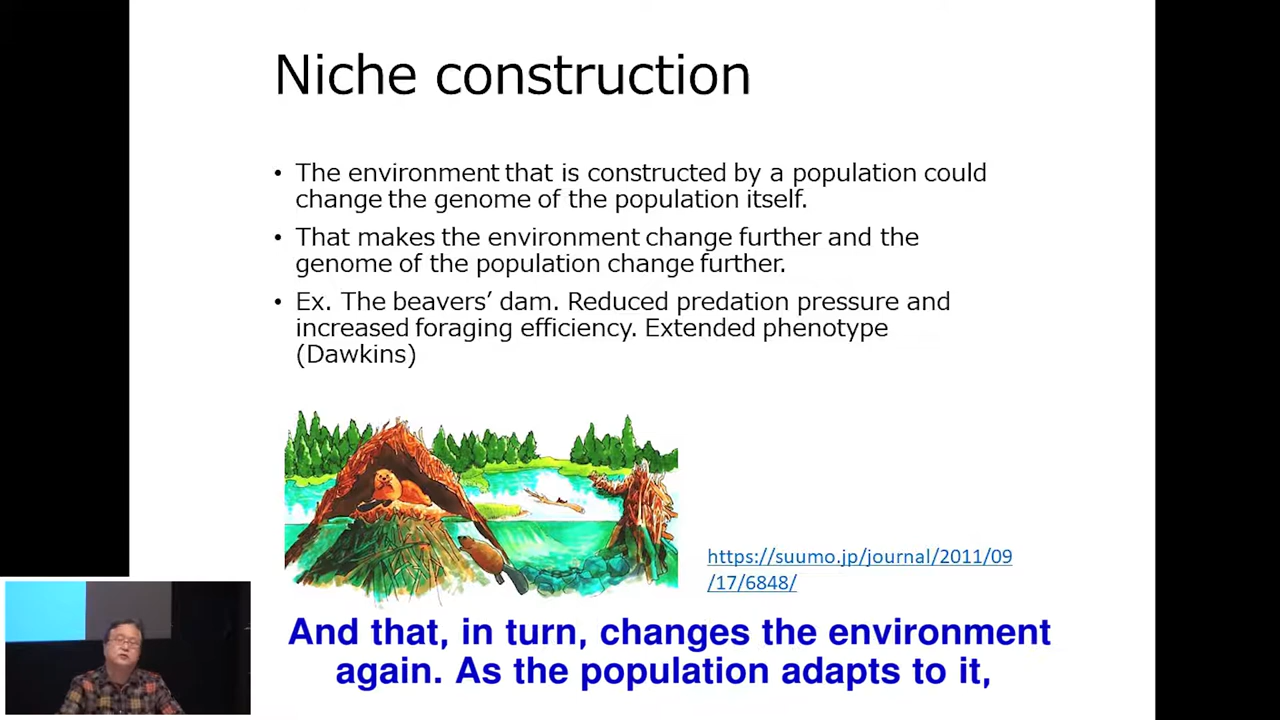 Niche construction
• The environment that is constructed by a population could
change the genome of the population itself.
• That makes the environment change further and the
genome of the population change further.
• Ex. The beavers’ dam. Reduced predation pressure and
increased foraging efficiency. Extended phenotype
(Dawkins)
https://suumo.jp/journal/2011/09
/17/6848/
And that, in turn, changes the environment
again. As the population adapts to it,